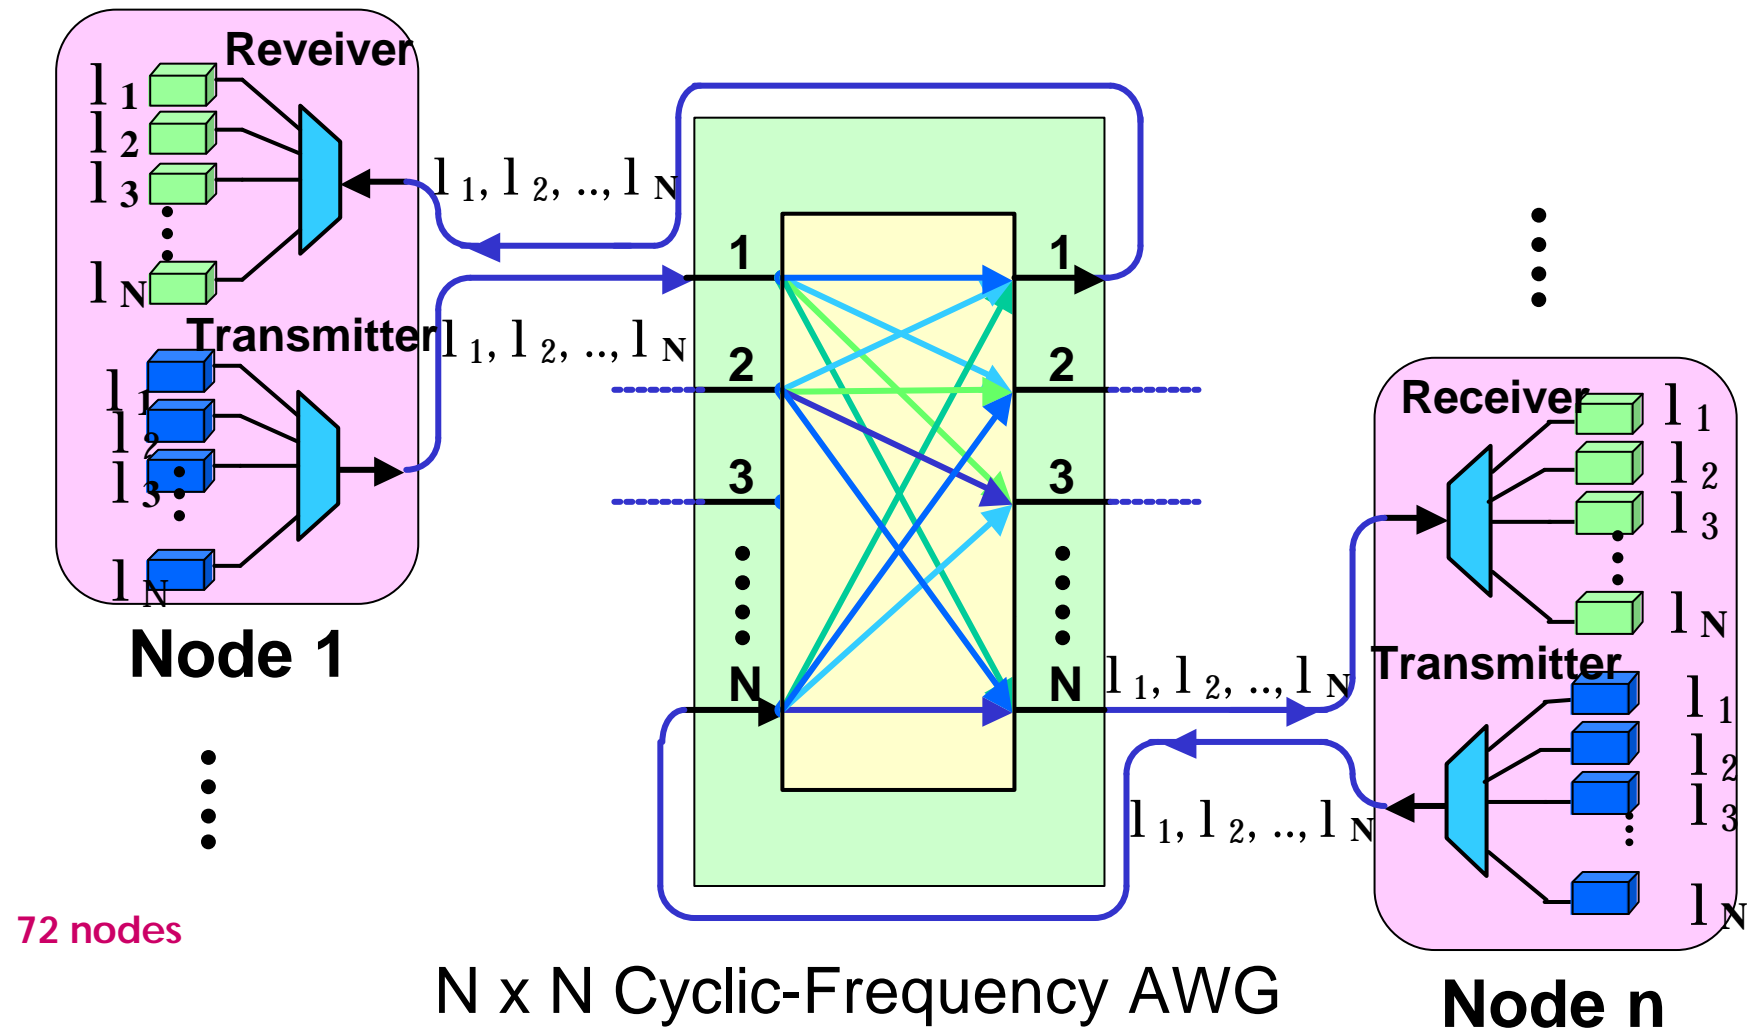 Reveiver
l 1
l 2
l 3
l N
Transmitter
l 1
l 2
l 3
l N
Node 1
l 1, l 2, .., l N
l 1, l 2, .., l N
1
2
3
N
1
2
3
N
l 1, l 2, .., l N
l 1, l 2, .., l N
Receiver
l 1
l 2
l 3
l N
Transmitter
l 1
l 2
l 3
l N
Node n
72 nodes
N x N Cyclic-Frequency AWG